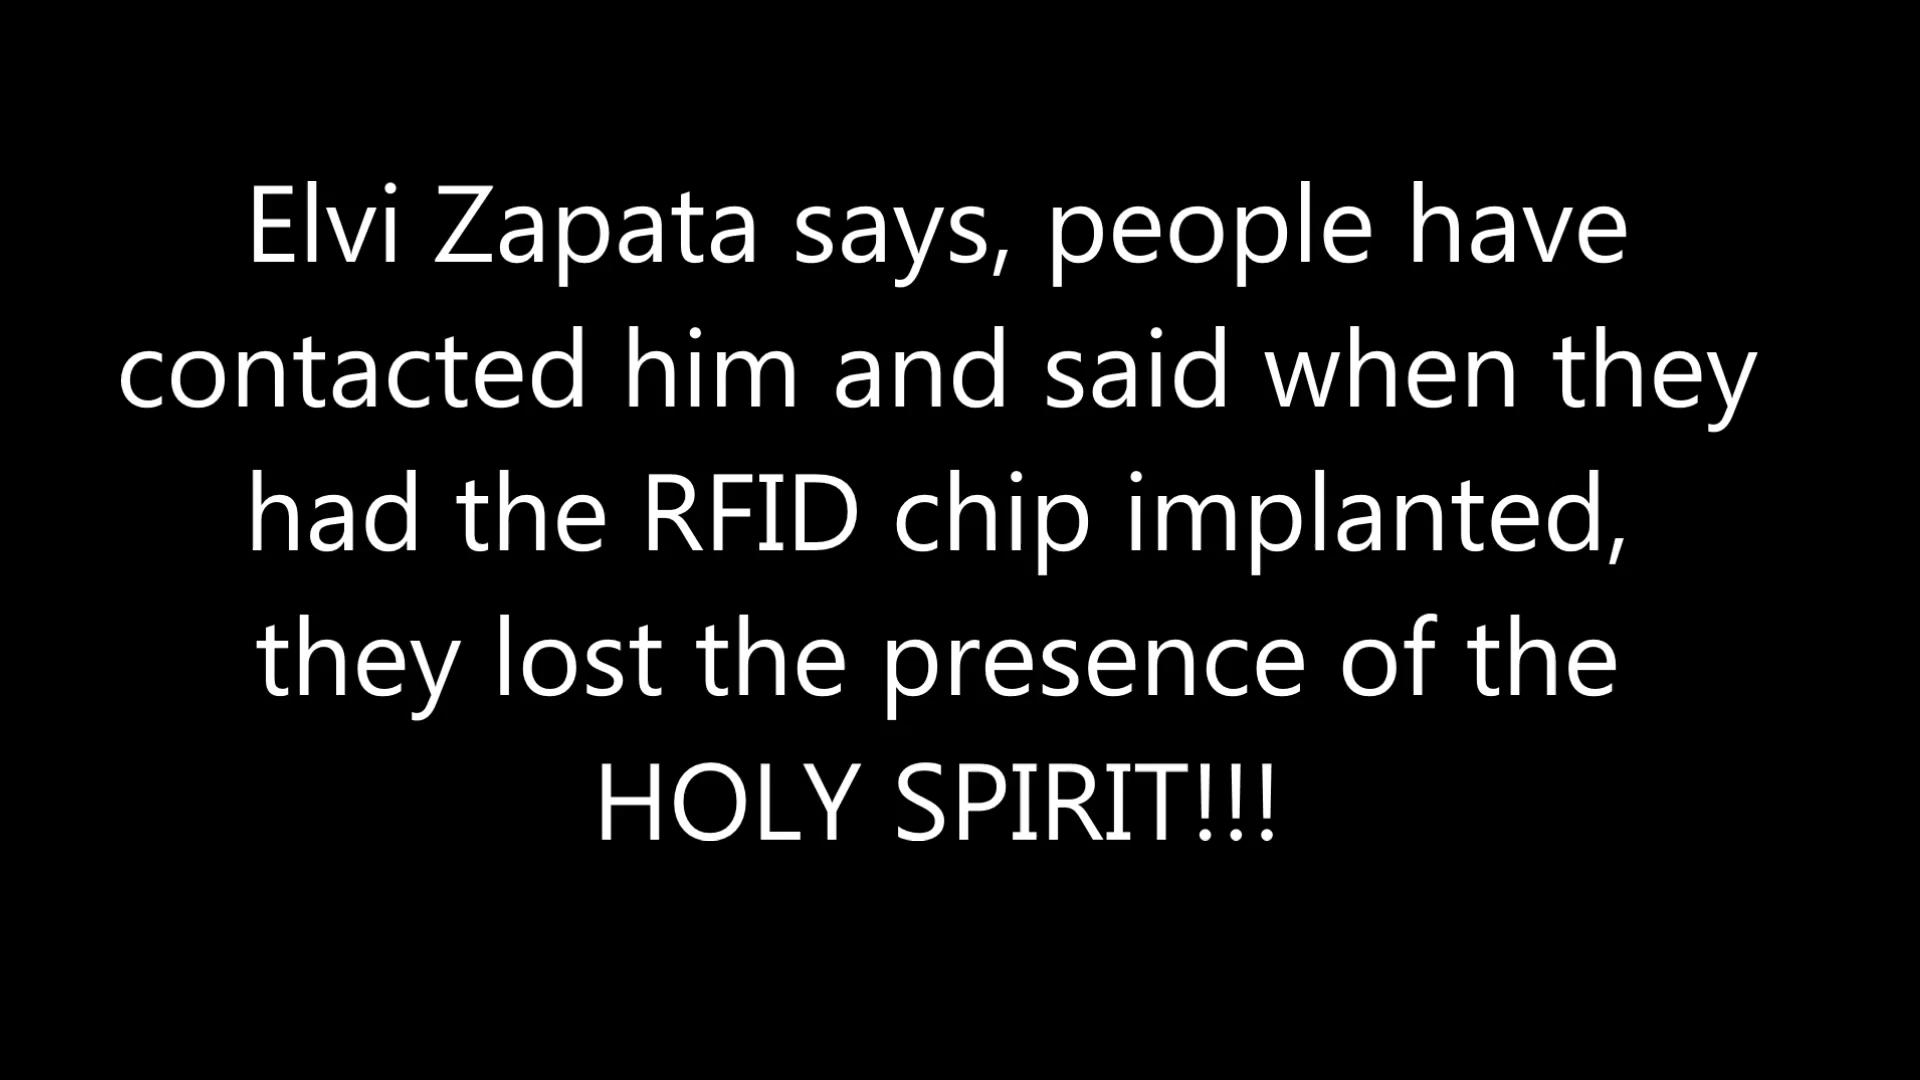 Elvi Zapata says, people have
contacted him and said when they
had the RFID chip implanted,
they lost the presence of the
HOLY SPIRIT!!!